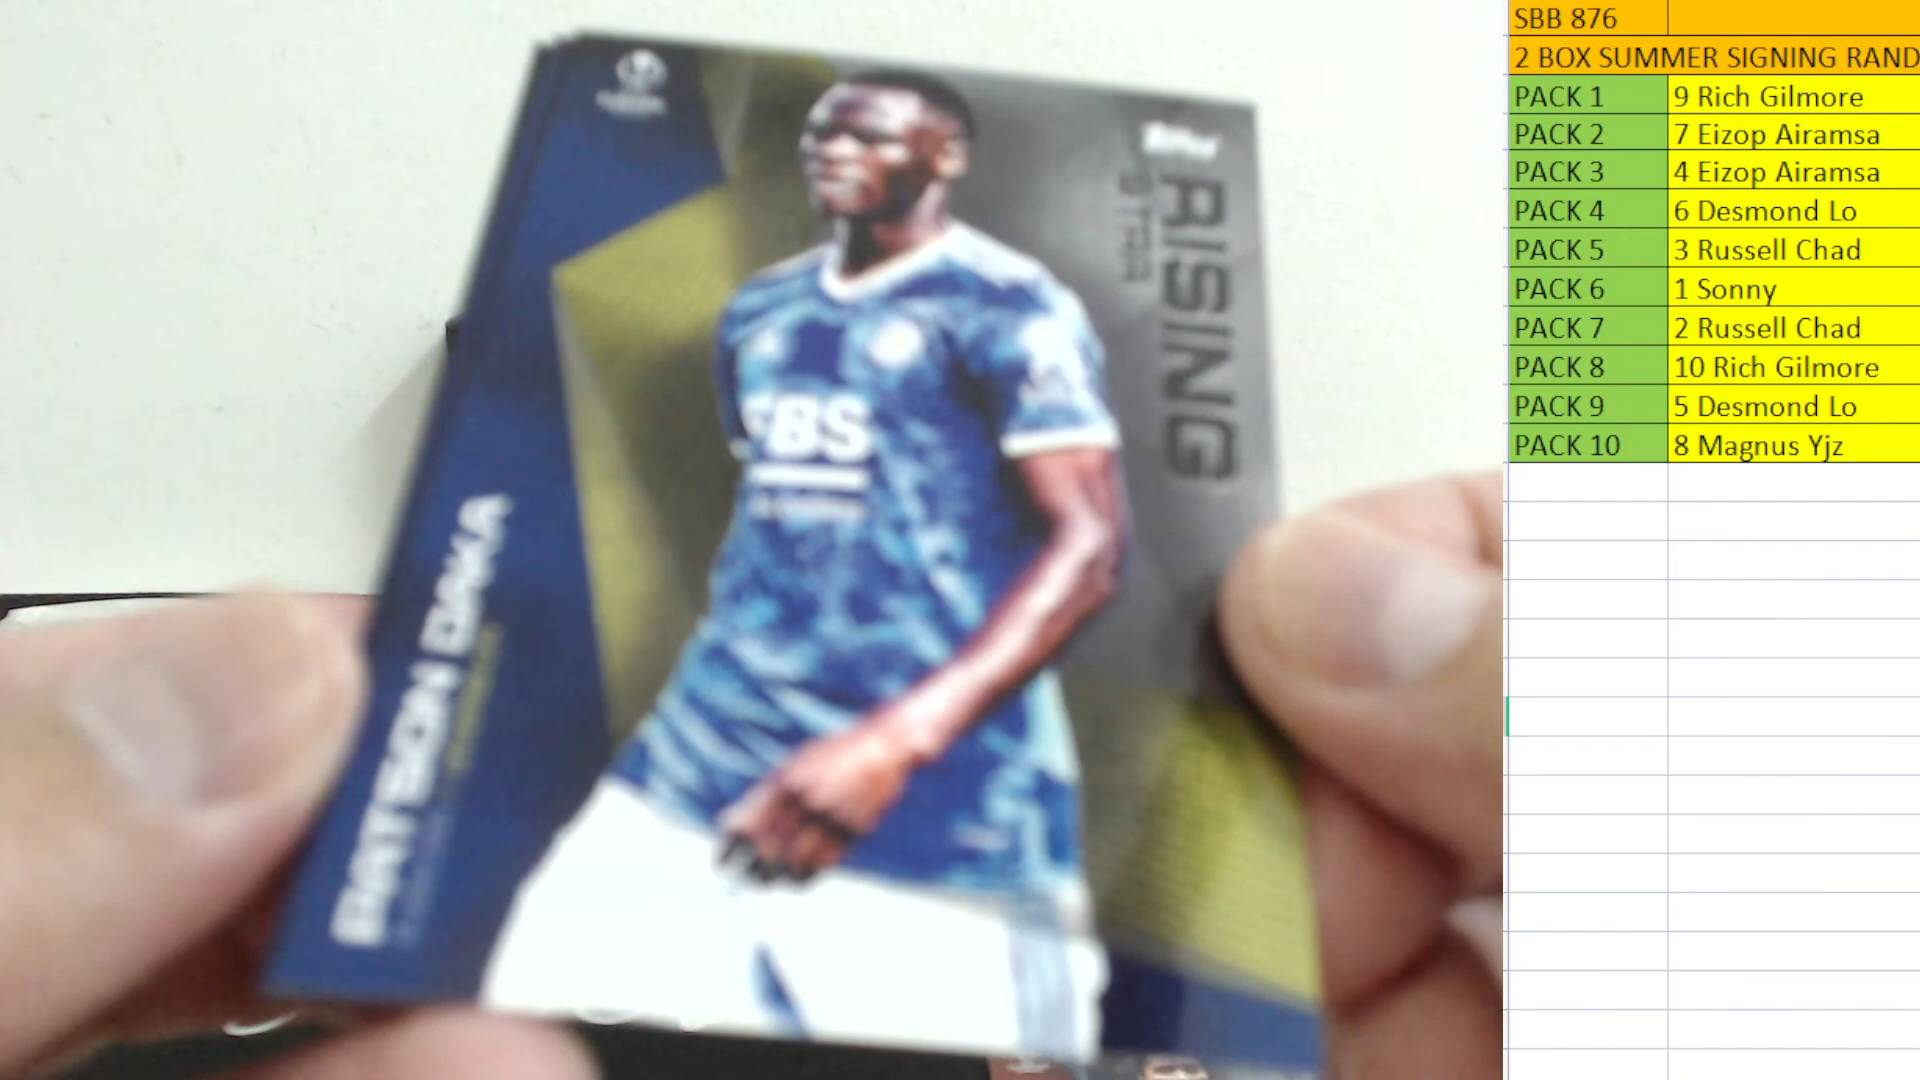 topps
RISING
STAR
FBS
PATSON DAKA
SBB 876
2 BOX SUMMER SIGNING RAND
PACK 1 9 Rich Gilmore
PACK 2 7 Eizop Airamsa
PACK 3 4 Eizop Airamsa
PACK 4 6 Desmond Lo
PACK 5 3 Russell Chad
PACK 6 1 Sonny
PACK 7 2 Russell Chad
PACK 8 10 Rich Gilmore
PACK 9 5 Desmond Lo
PACK 10 8 Magnus Yjz